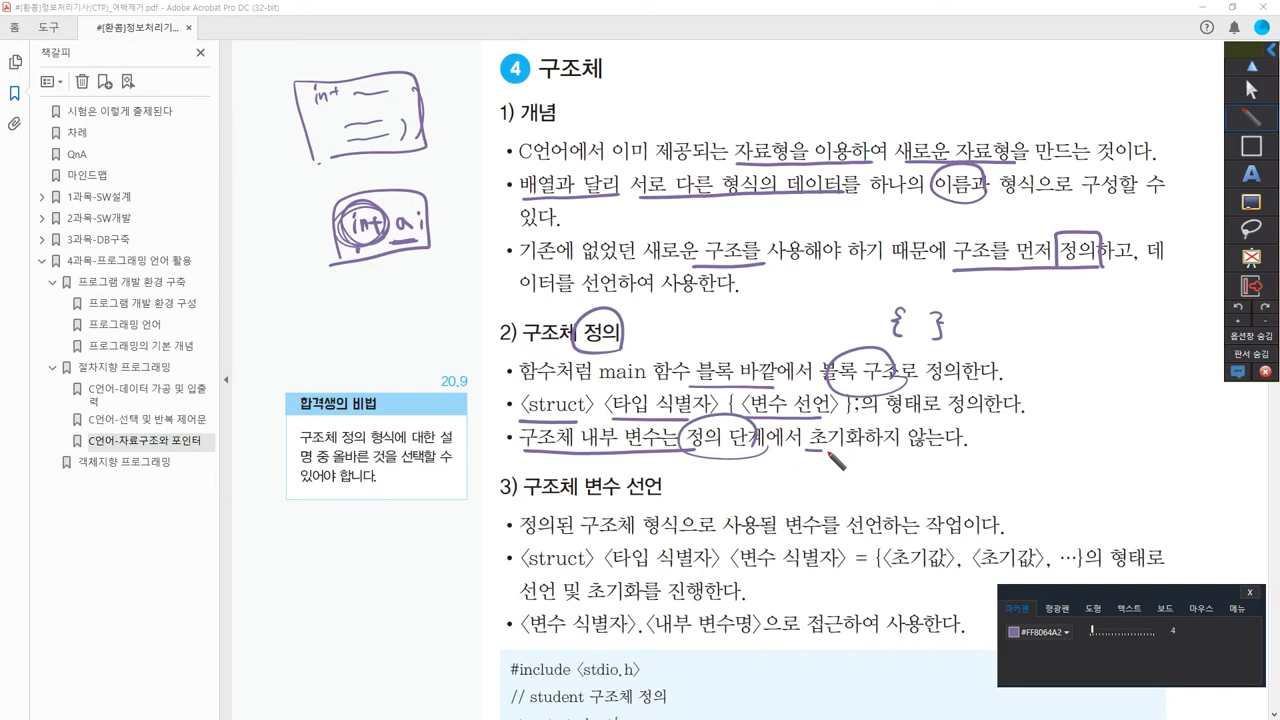 #[환콤]정보처리기사(CTP)_여백제거.pdf - Adobe Acrobat Pro DC (32-bit)
홈 도구 #[환콤]정보처리기... ×
책갈피
시험은 이렇게 출제된다
차례
QnA
마인드맵
1과목-SW설계
2과목-SW개발
3과목-DB구축
4과목-프로그래밍 언어 활용
프로그램 개발 환경 구축
프로그램 개발 환경 구성
프로그래밍 언어
프로그래밍의 기본 개념
절차지향 프로그래밍
C언어-데이터 가공 및 입출
력
C언어-선택 및 반복 제어문
C언어-자료구조와 포인터
객체지향 프로그래밍
int
int a;
20.9
합격생의 비법
구조체 정의 형식에 대한 설
명 중 올바른 것을 선택할 수
있어야 합니다.
4 구조체
1) 개념
• C언어에서 이미 제공되는 자료형을 이용하여 새로운 자료형을 만드는 것이다.
• 배열과 달리 서로 다른 형식의 데이터를 하나의 이름과 형식으로 구성할 수
있다.
• 기존에 없었던 새로운 구조를 사용해야 하기 때문에 구조를 먼저 정의하고, 데
이터를 선언하여 사용한다.
{ }
2) 구조체 정의
• 함수처럼 main 함수 블록 바깥에서 블록 구조로 정의한다.
• 〈struct〉 〈타입 식별자〉 { 〈변수 선언〉 };의 형태로 정의한다.
• 구조체 내부 변수는 정의 단계에서 초기화하지 않는다.
3) 구조체 변수 선언
• 정의된 구조체 형식으로 사용될 변수를 선언하는 작업이다.
• 〈struct〉 〈타입 식별자〉 〈변수 식별자〉 = {〈초기값〉, 〈초기값〉, …}의 형태로
선언 및 초기화를 진행한다.
• 〈변수 식별자〉.〈내부 변수명〉으로 접근하여 사용한다.
#include 〈stdio.h〉
// student 구조체 정의
옵션창 숨김
판서 숨김
마커펜 형광펜 도형 텍스트 보드 마우스 메뉴
#FF8064A2 4